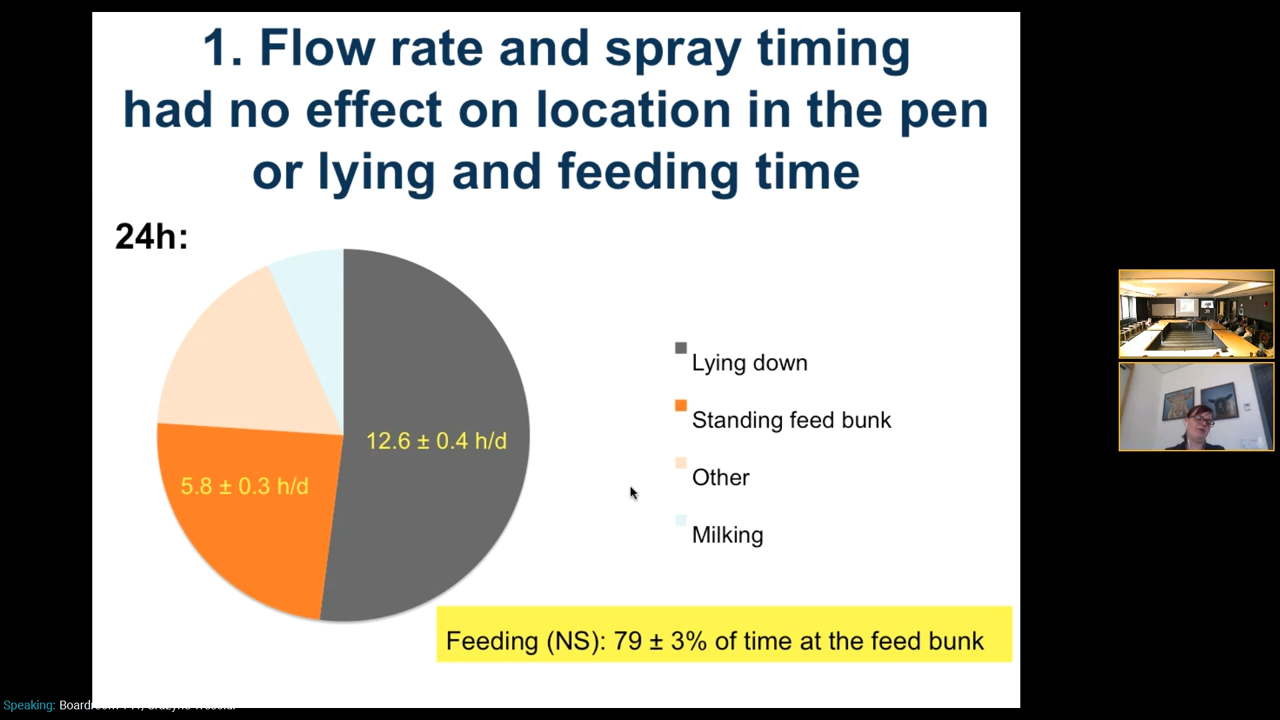 1. Flow rate and spray timing
had no effect on location in the pen
or lying and feeding time
24h:
12.6 ± 0.4 h/d
5.8 ± 0.3 h/d
Lying down
Standing feed bunk
Other
Milking
Feeding (NS): 79 ± 3% of time at the feed bunk
Speaking: